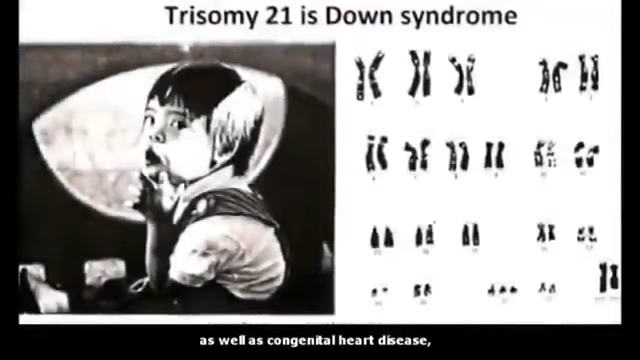 Trisomy 21 is Down syndrome
as well as congenital heart disease,